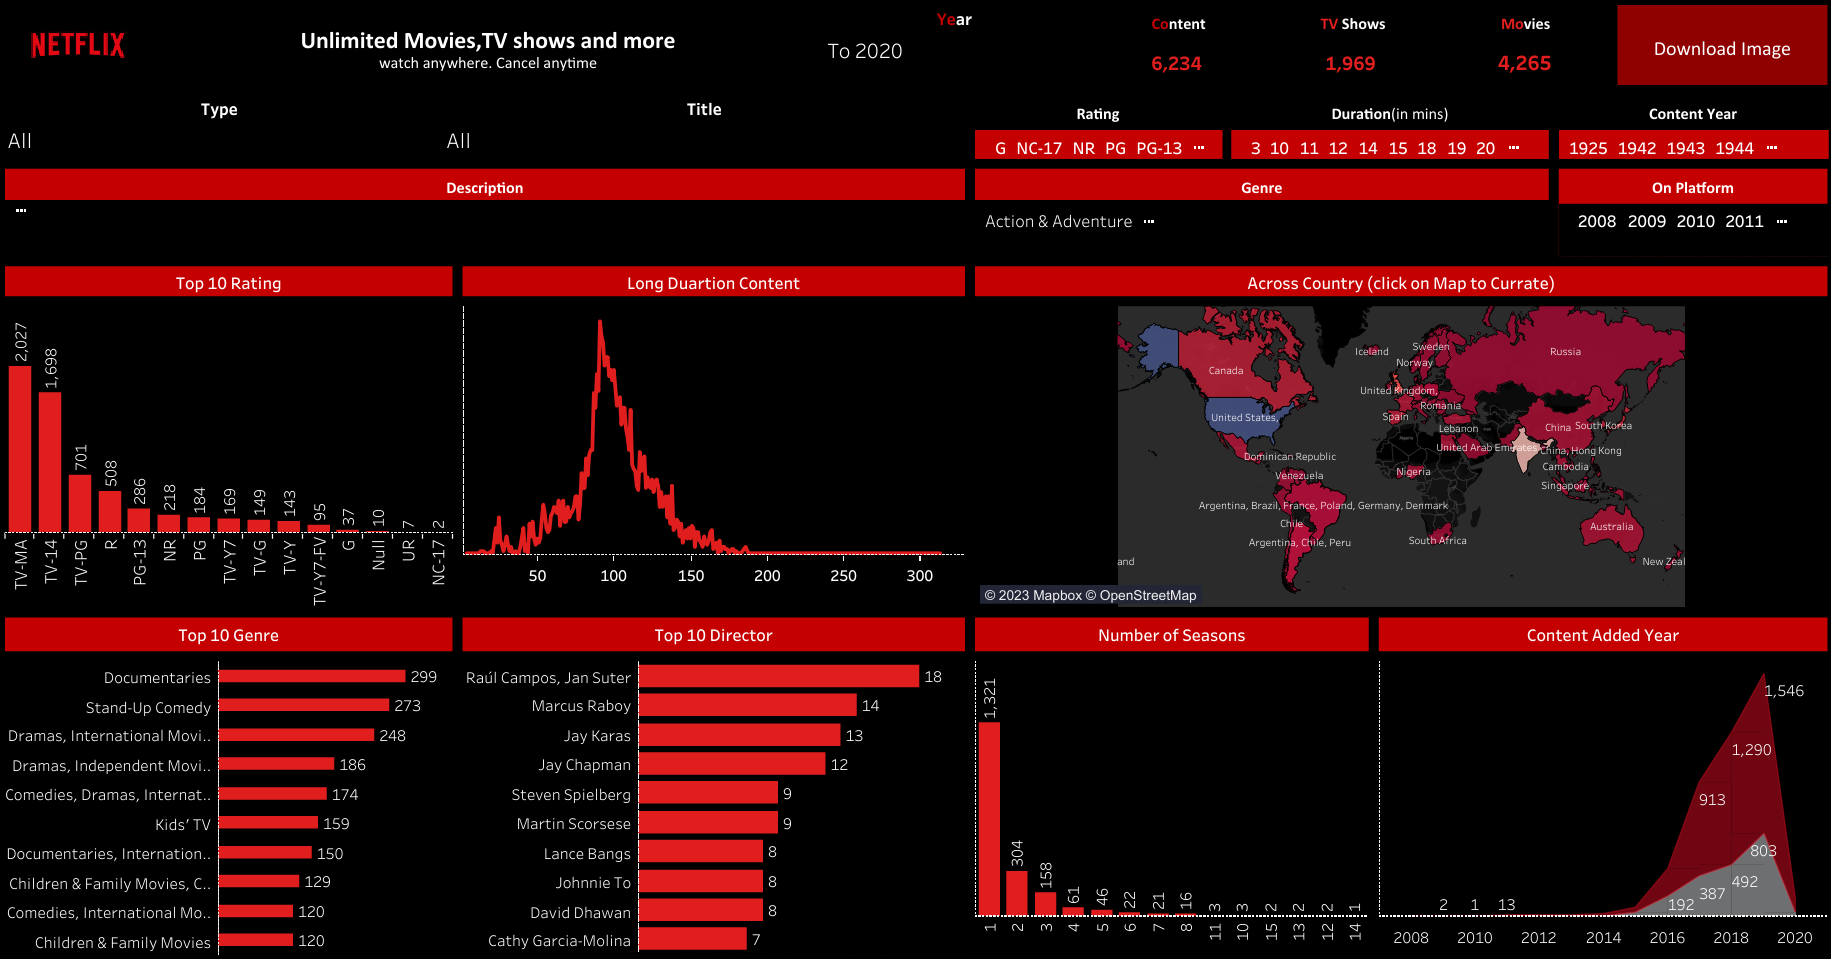 NETFLIX
Unlimited Movies,TV shows and more
watch anywhere. Cancel anytime
Year
To 2020
Content
6,234
TV Shows
1,969
Movies
4,265
Download Image
Type
All
Title
All
Rating
G NC-17 NR PG PG-13 ...
Duration(in mins)
3 10 11 12 14 15 18 19 20 ...
Content Year
1925 1942 1943 1944 ...
Description
...
Genre
Action & Adventure ...
On Platform
2008 2009 2010 2011 ...
Top 10 Rating
2,027
1,698
701
508
286
218
184
169
149
143
95
37
10
7
2
TV-MA
TV-14
TV-PG
R
PG-13
NR
PG
TV-Y7
TV-G
TV-Y
TV-Y7-FV
G
Null
UR
NC-17
Long Duartion Content
50 100 150 200 250 300
Across Country (click on Map to Currate)
Iceland
Sweden
Norway
Russia
Canada
United Kingdom,
Romania
United States,
Spain
Lebanon
China
South Korea
United Arab Emirates
China, Hong Kong
Dominican Republic
Cambodia
Venezuela
Nigeria
Singapore
Argentina, Brazil, France, Poland, Germany, Denmark
Chile
Australia
Argentina, Chile, Peru
South Africa
and
New Zeal
© 2023 Mapbox © OpenStreetMap
Top 10 Genre
Documentaries 299
Stand-Up Comedy 273
Dramas, International Movi.. 248
Dramas, Independent Movi.. 186
Comedies, Dramas, Internat.. 174
Kids' TV 159
Documentaries, Internation.. 150
Children & Family Movies, C.. 129
Comedies, International Mo.. 120
Children & Family Movies 120
Top 10 Director
Raúl Campos, Jan Suter 18
Marcus Raboy 14
Jay Karas 13
Jay Chapman 12
Steven Spielberg 9
Martin Scorsese 9
Lance Bangs 8
Johnnie To 8
David Dhawan 8
Cathy Garcia-Molina 7
Number of Seasons
1,321
304
158
61
46
22
21
16
3
3
2
2
2
1
1
2
3
4
5
6
7
8
11
10
15
13
12
14
Content Added Year
1,546
1,290
913
803
492
387
192
2 1 13
2008 2010 2012 2014 2016 2018 2020